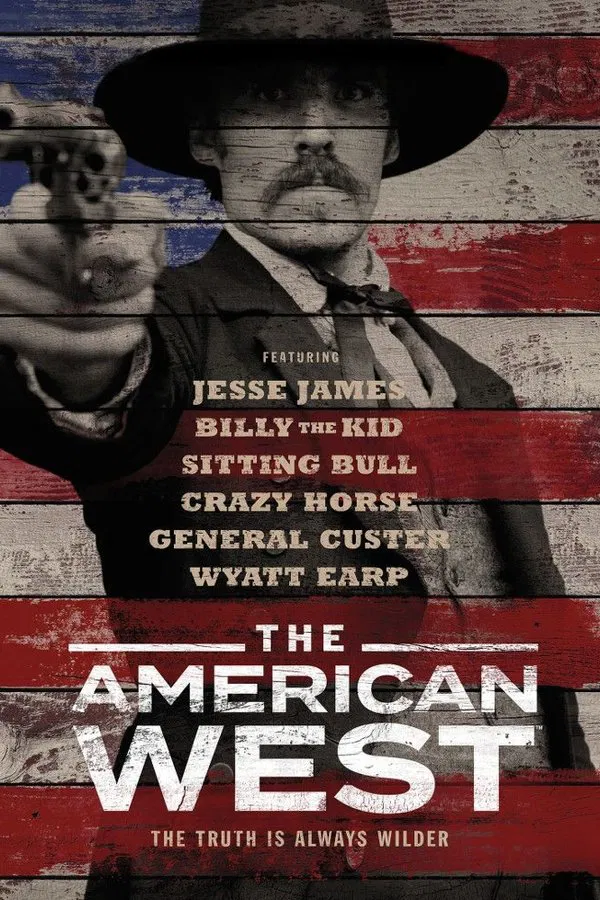 FEATURING
JESSE JAMES
BILLY THE KID
SITTING BULL
CRAZY HORSE
GENERAL CUSTER
WYATT EARP
THE
AMERICAN
WEST™
THE TRUTH IS ALWAYS WILDER